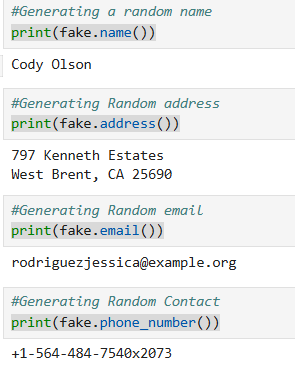 #Generating a random name
print(fake.name())
Cody Olson
#Generating Random address
print(fake.address())
797 Kenneth Estates
West Brent, CA 25690
#Generating Random email
print(fake.email())
rodriguezjessica@example.org
#Generating Random Contact
print(fake.phone_number())
+1-564-484-7540x2073